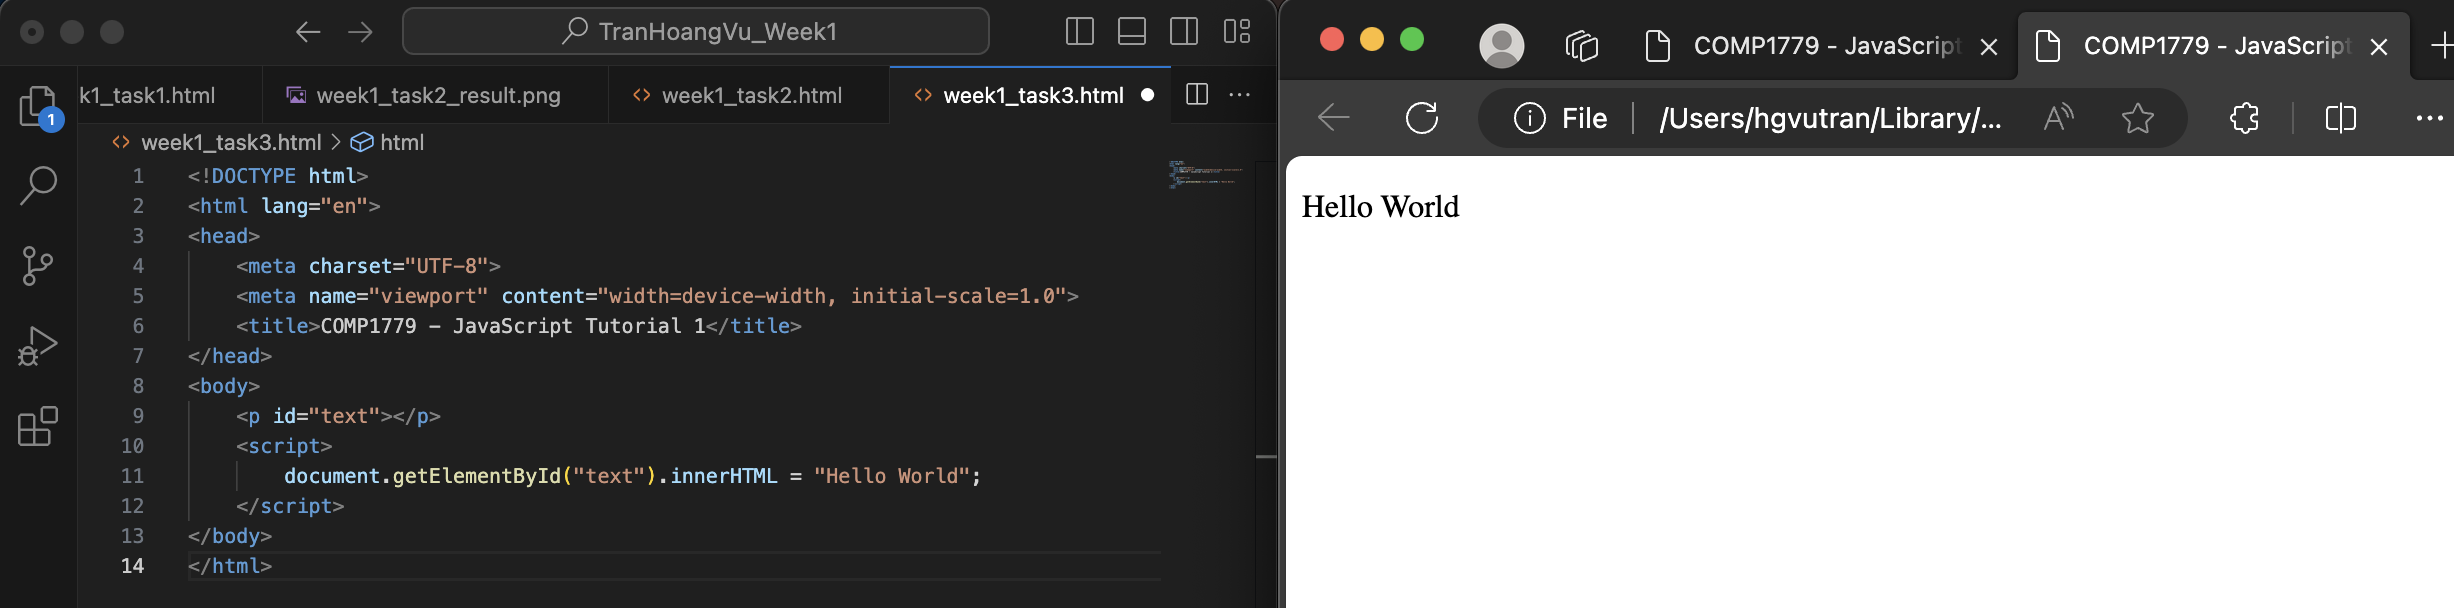 TranHoangVu_Week1
k1_task1.html
week1_task2_result.png
week1_task2.html
week1_task3.html
1
week1_task3.html > html
1 <!DOCTYPE html>
2 <html lang="en">
3 <head>
4 <meta charset="UTF-8">
5 <meta name="viewport" content="width=device-width, initial-scale=1.0">
6 <title>COMP1779 - JavaScript Tutorial 1</title>
7 </head>
8 <body>
9 <p id="text"></p>
10 <script>
11 document.getElementById("text").innerHTML = "Hello World";
12 </script>
13 </body>
14 </html>
COMP1779 - JavaScript
COMP1779 - JavaScript
File
/Users/hgvutran/Library/...
Hello World